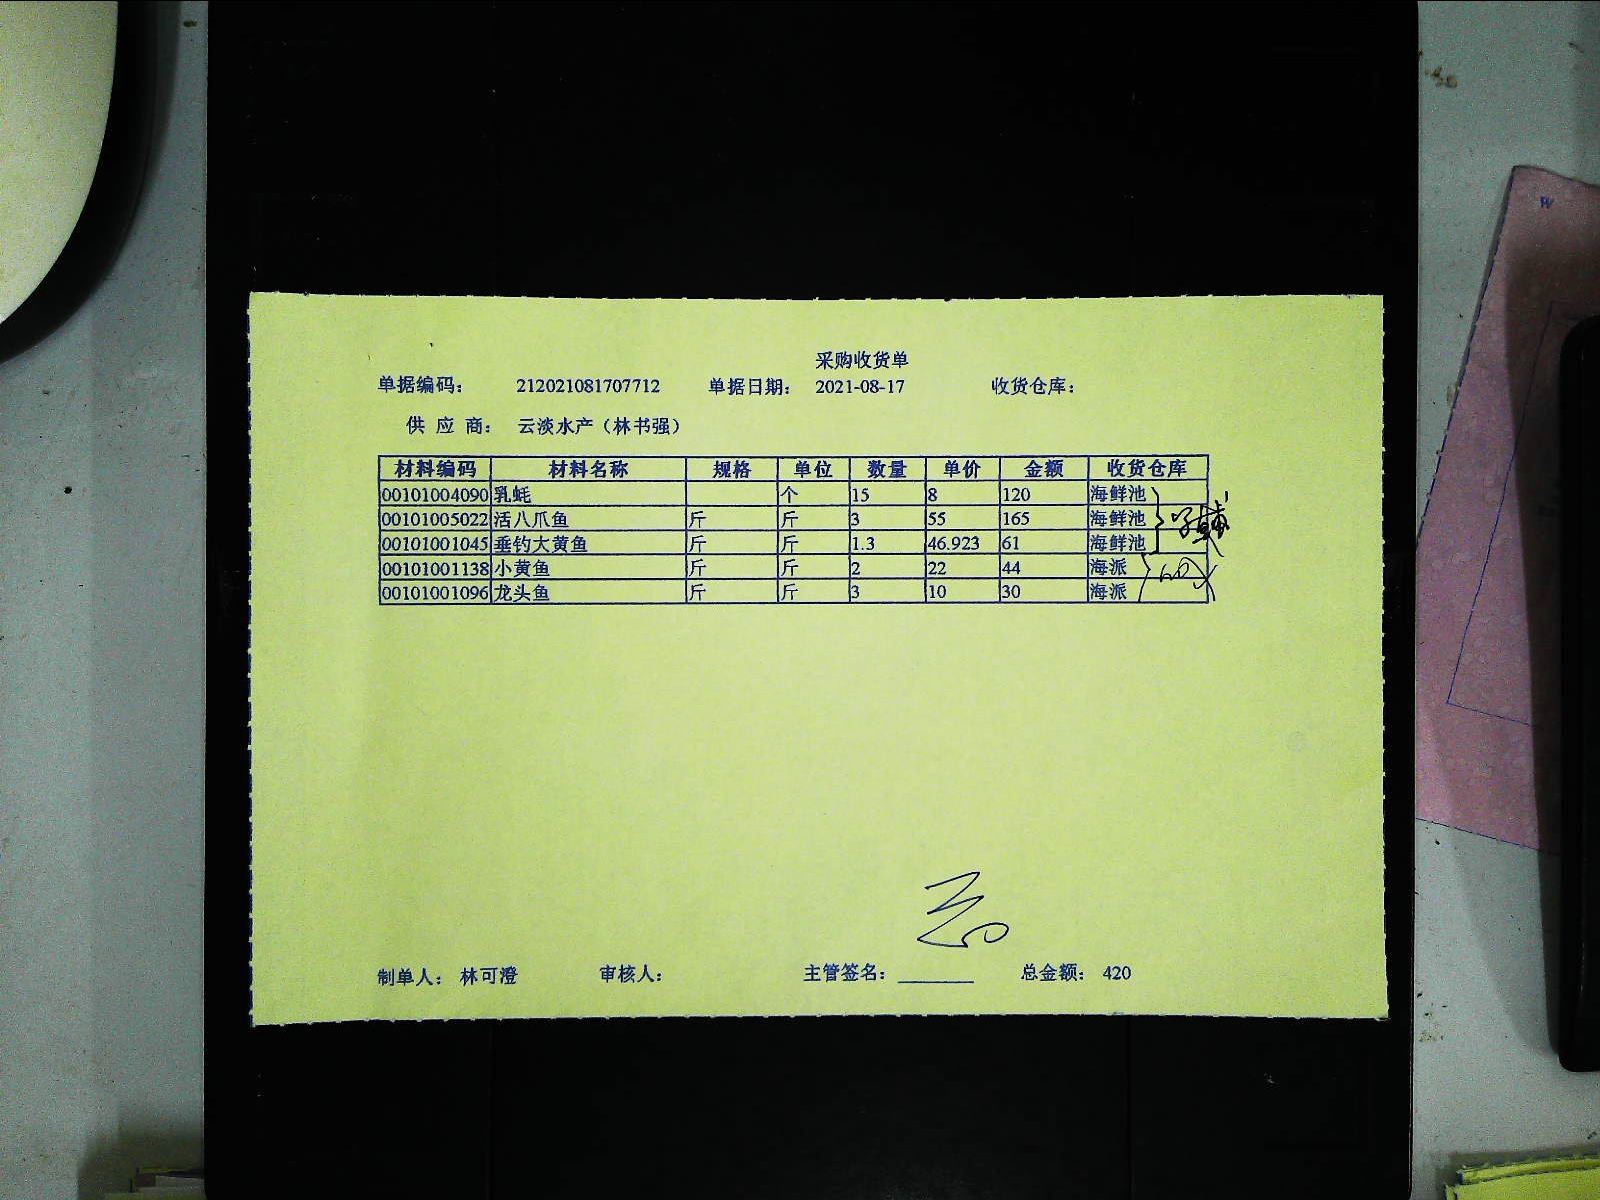 采购收货单
单据编码： 212021081707712 单据日期： 2021-08-17 收货仓库：
供 应 商： 云淡水产（林书强）
材料编码 材料名称 规格 单位 数量 单价 金额 收货仓库
00101004090 乳蚝 个 15 8 120 海鲜池
00101005022 活八爪鱼 斤 斤 3 55 165 海鲜池
00101001045 垂钓大黄鱼 斤 斤 1.3 46.923 61 海鲜池
00101001138 小黄鱼 斤 斤 2 22 44 海派
00101001096 龙头鱼 斤 斤 3 10 30 海派
制单人： 林可澄 审核人： 主管签名： 总金额： 420